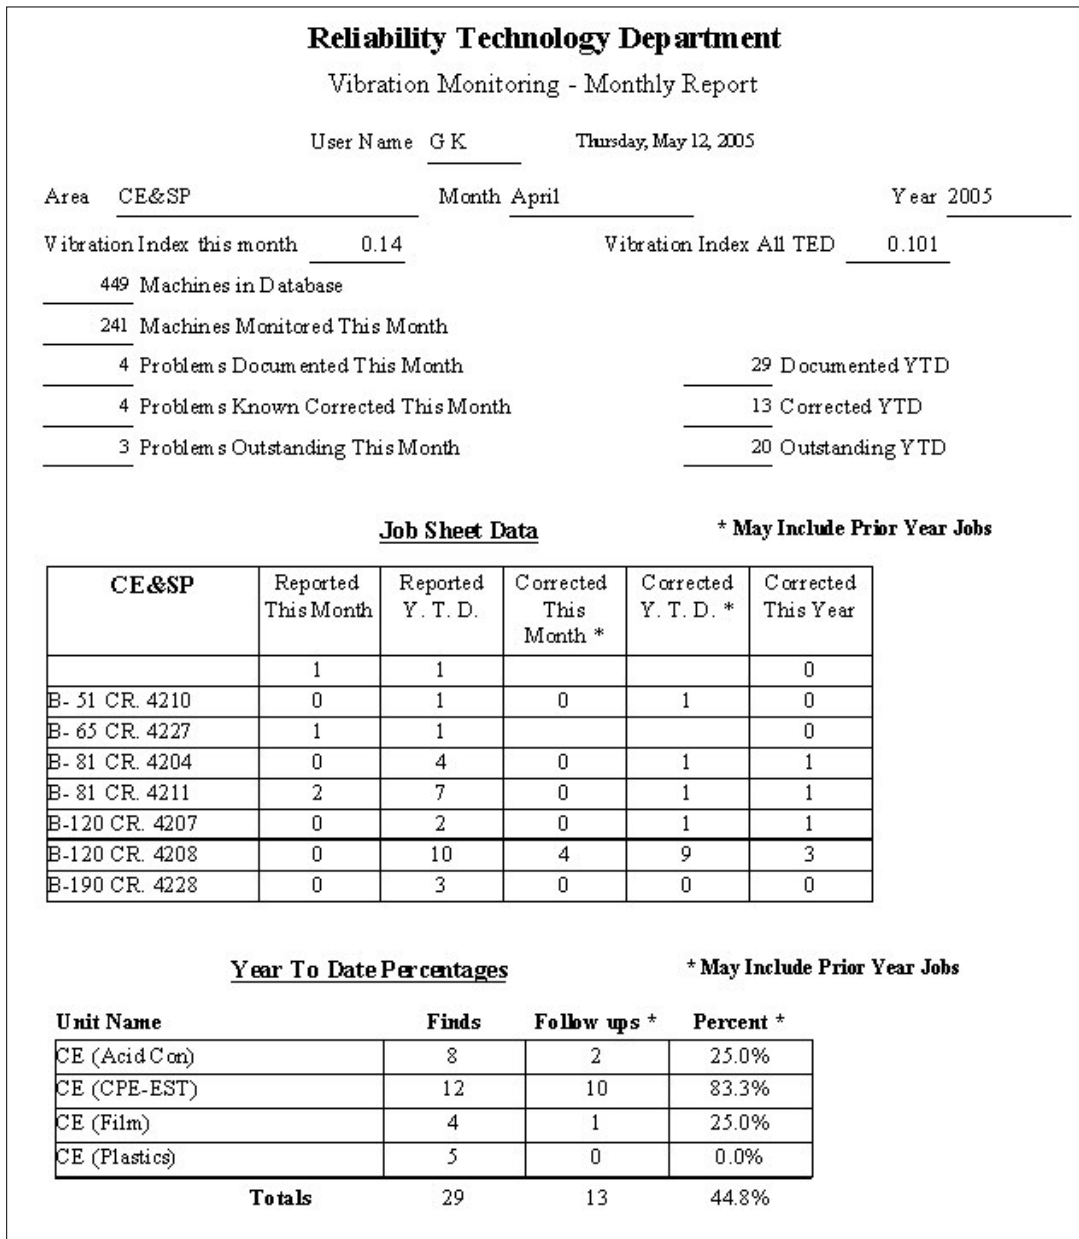 Reliability Technology Department
Vibration Monitoring - Monthly Report
User Name G K Thursday, May 12, 2005
Area CE&SP Month April Year 2005
Vibration Index this month 0.14 Vibration Index All TED 0.101
449 Machines in Database
241 Machines Monitored This Month
4 Problems Documented This Month 29 Documented YTD
4 Problems Known Corrected This Month 13 Corrected YTD
3 Problems Outstanding This Month 20 Outstanding YTD
Job Sheet Data * May Include Prior Year Jobs
CE&SP Reported Reported Corrected Corrected Corrected
This Month Y. T. D. This Y. T. D. * This Year
Month *
1 1 0
B- 51 CR. 4210 0 1 0 1 0
B- 65 CR. 4227 1 1 0
B- 81 CR. 4204 0 4 0 1 1
B- 81 CR. 4211 2 7 0 1 1
B-120 CR. 4207 0 2 0 1 1
B-120 CR. 4208 0 10 4 9 3
B-190 CR. 4228 0 3 0 0 0
Year To Date Percentages * May Include Prior Year Jobs
Unit Name Finds Follow ups * Percent *
CE (Acid Con) 8 2 25.0%
CE (CPE-EST) 12 10 83.3%
CE (Film) 4 1 25.0%
CE (Plastics) 5 0 0.0%
Totals 29 13 44.8%